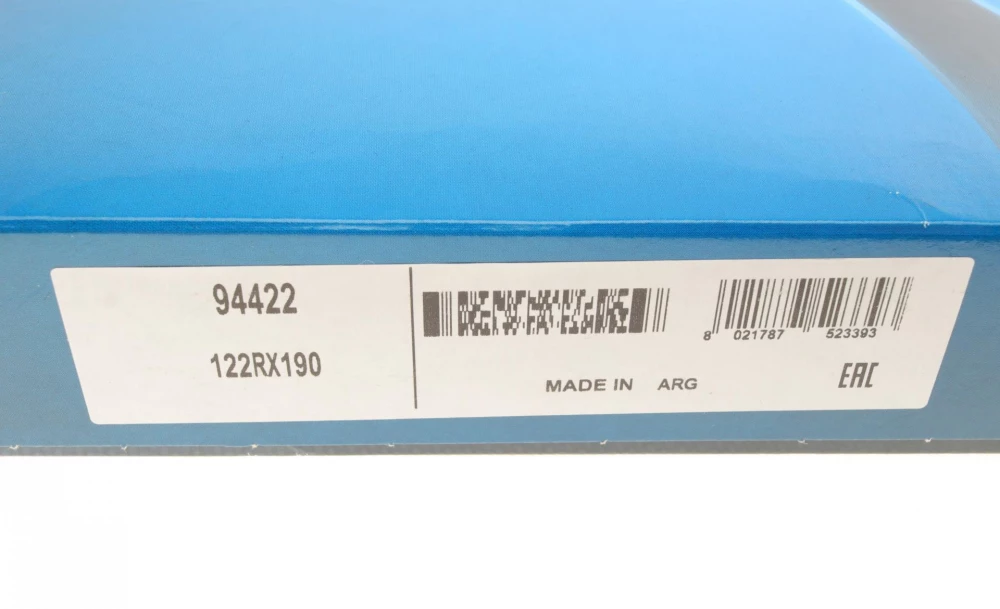 94422
122RX190
8 021787 523393
MADE IN ARG
EAC